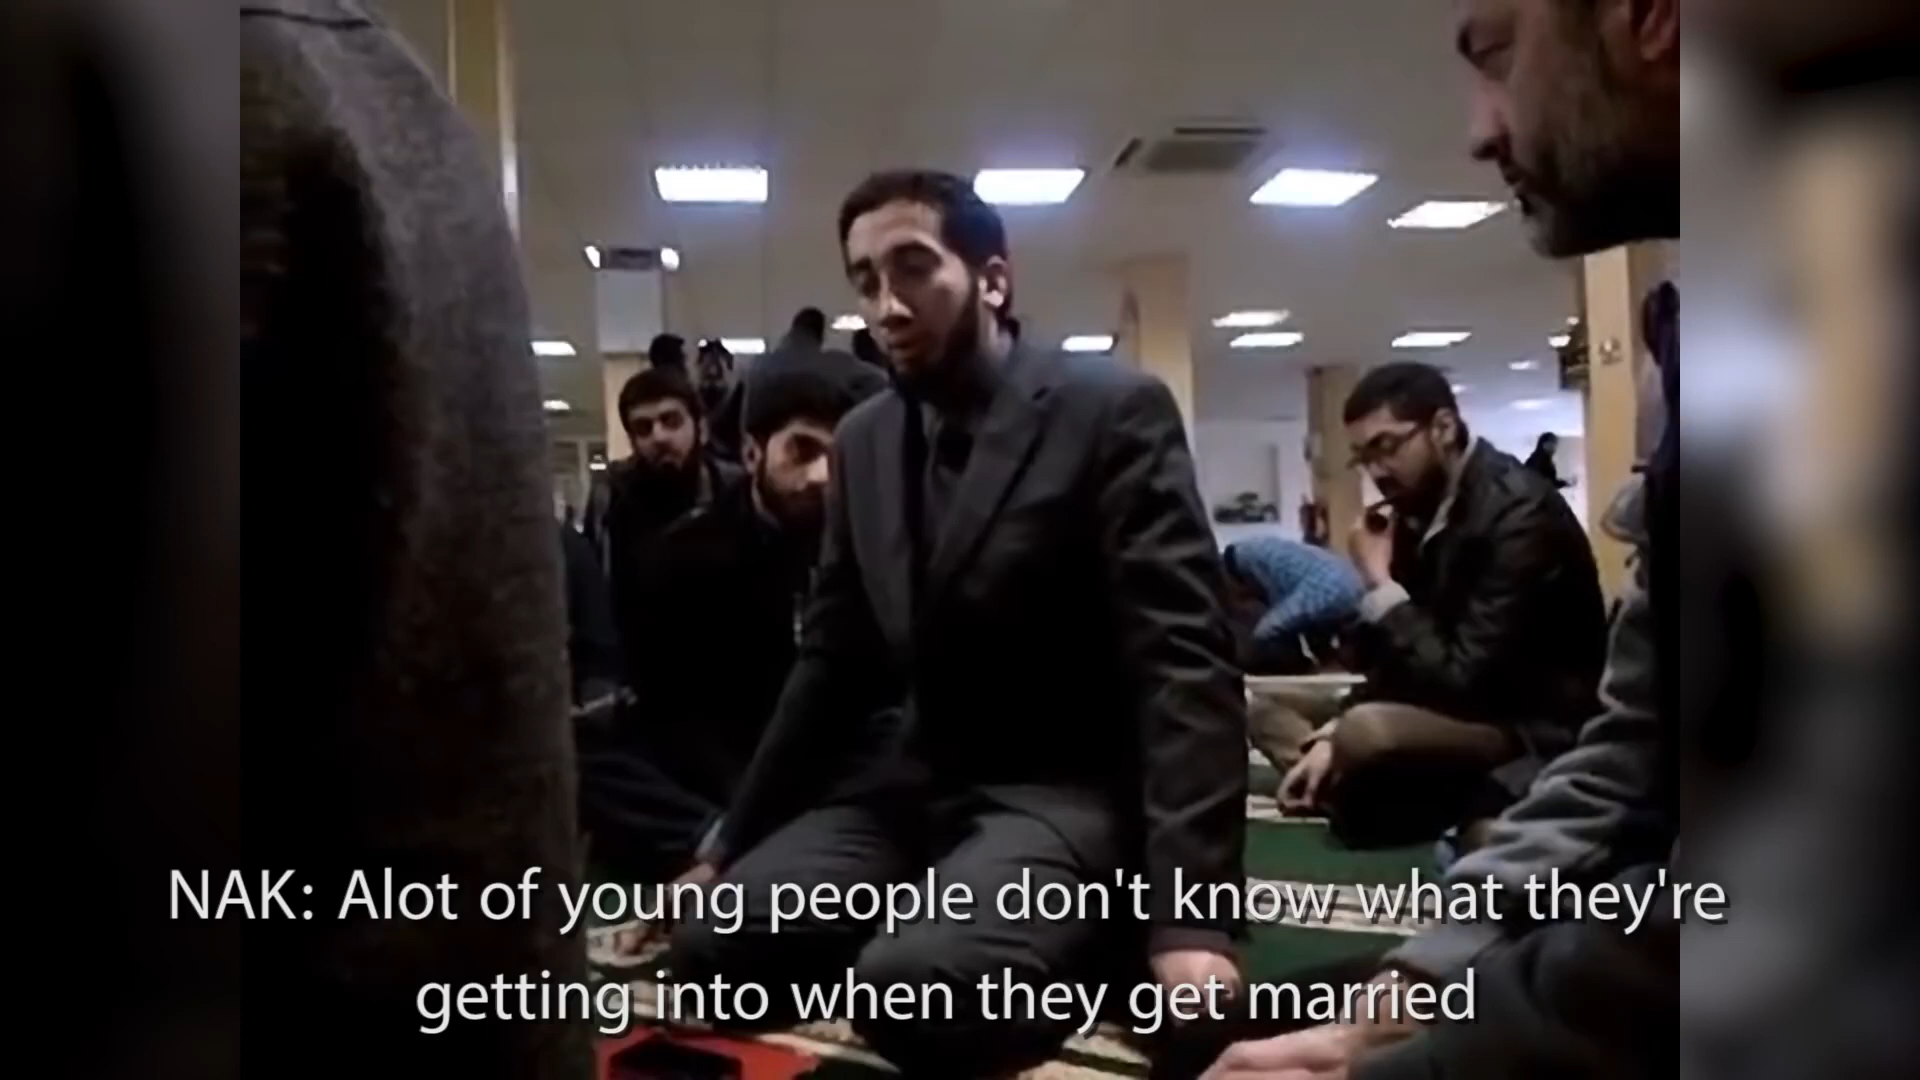 NAK: Alot of young people don't know what they're
getting into when they get married